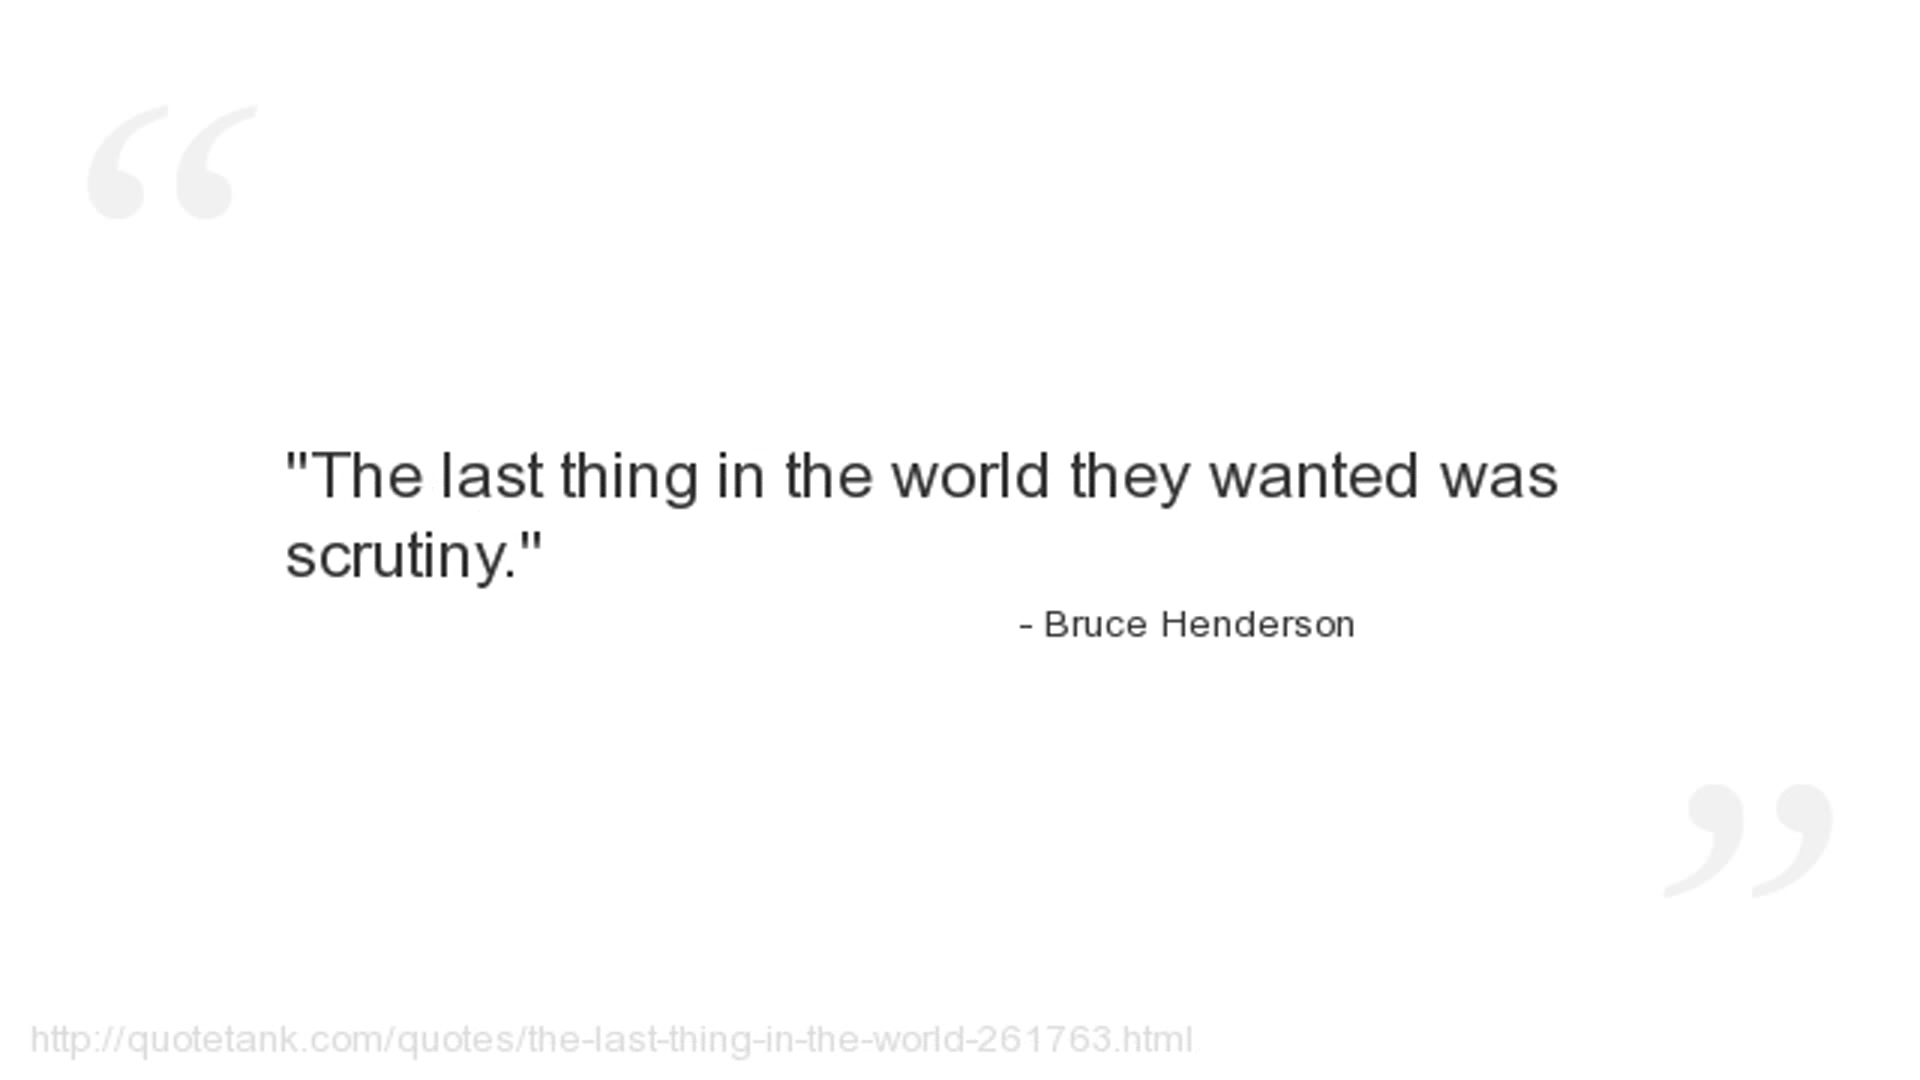 "The last thing in the world they wanted was
scrutiny."
- Bruce Henderson
http://quotetank.com/quotes/the-last-thing-in-the-world-261763.html